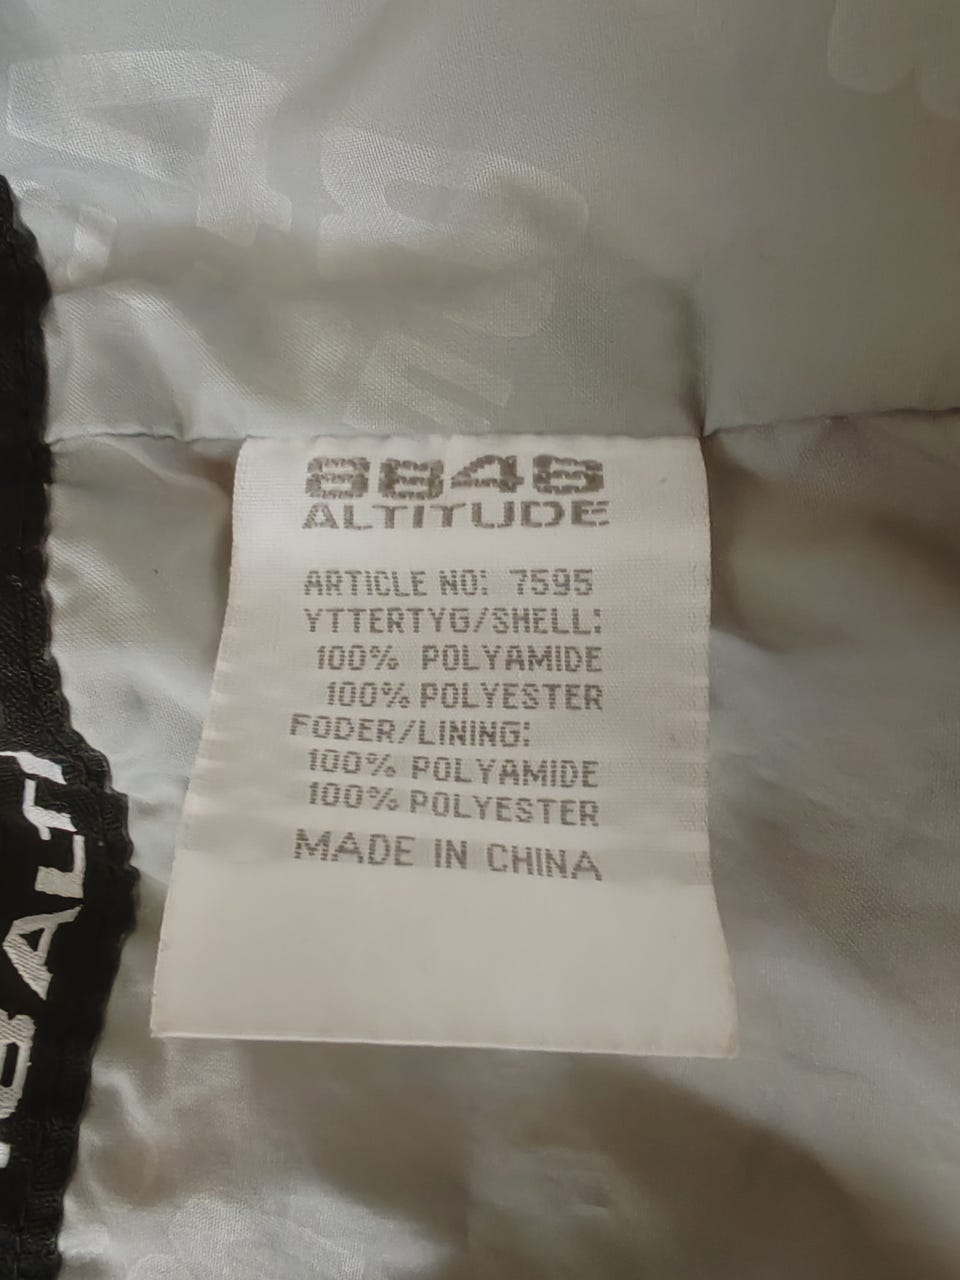 8848
ALTITUDE
ARTICLE NO: 7595
YTTERTYG/SHELL:
100% POLYAMIDE
100% POLYESTER
FODER/LINING:
100% POLYAMIDE
100% POLYESTER
MADE IN CHINA